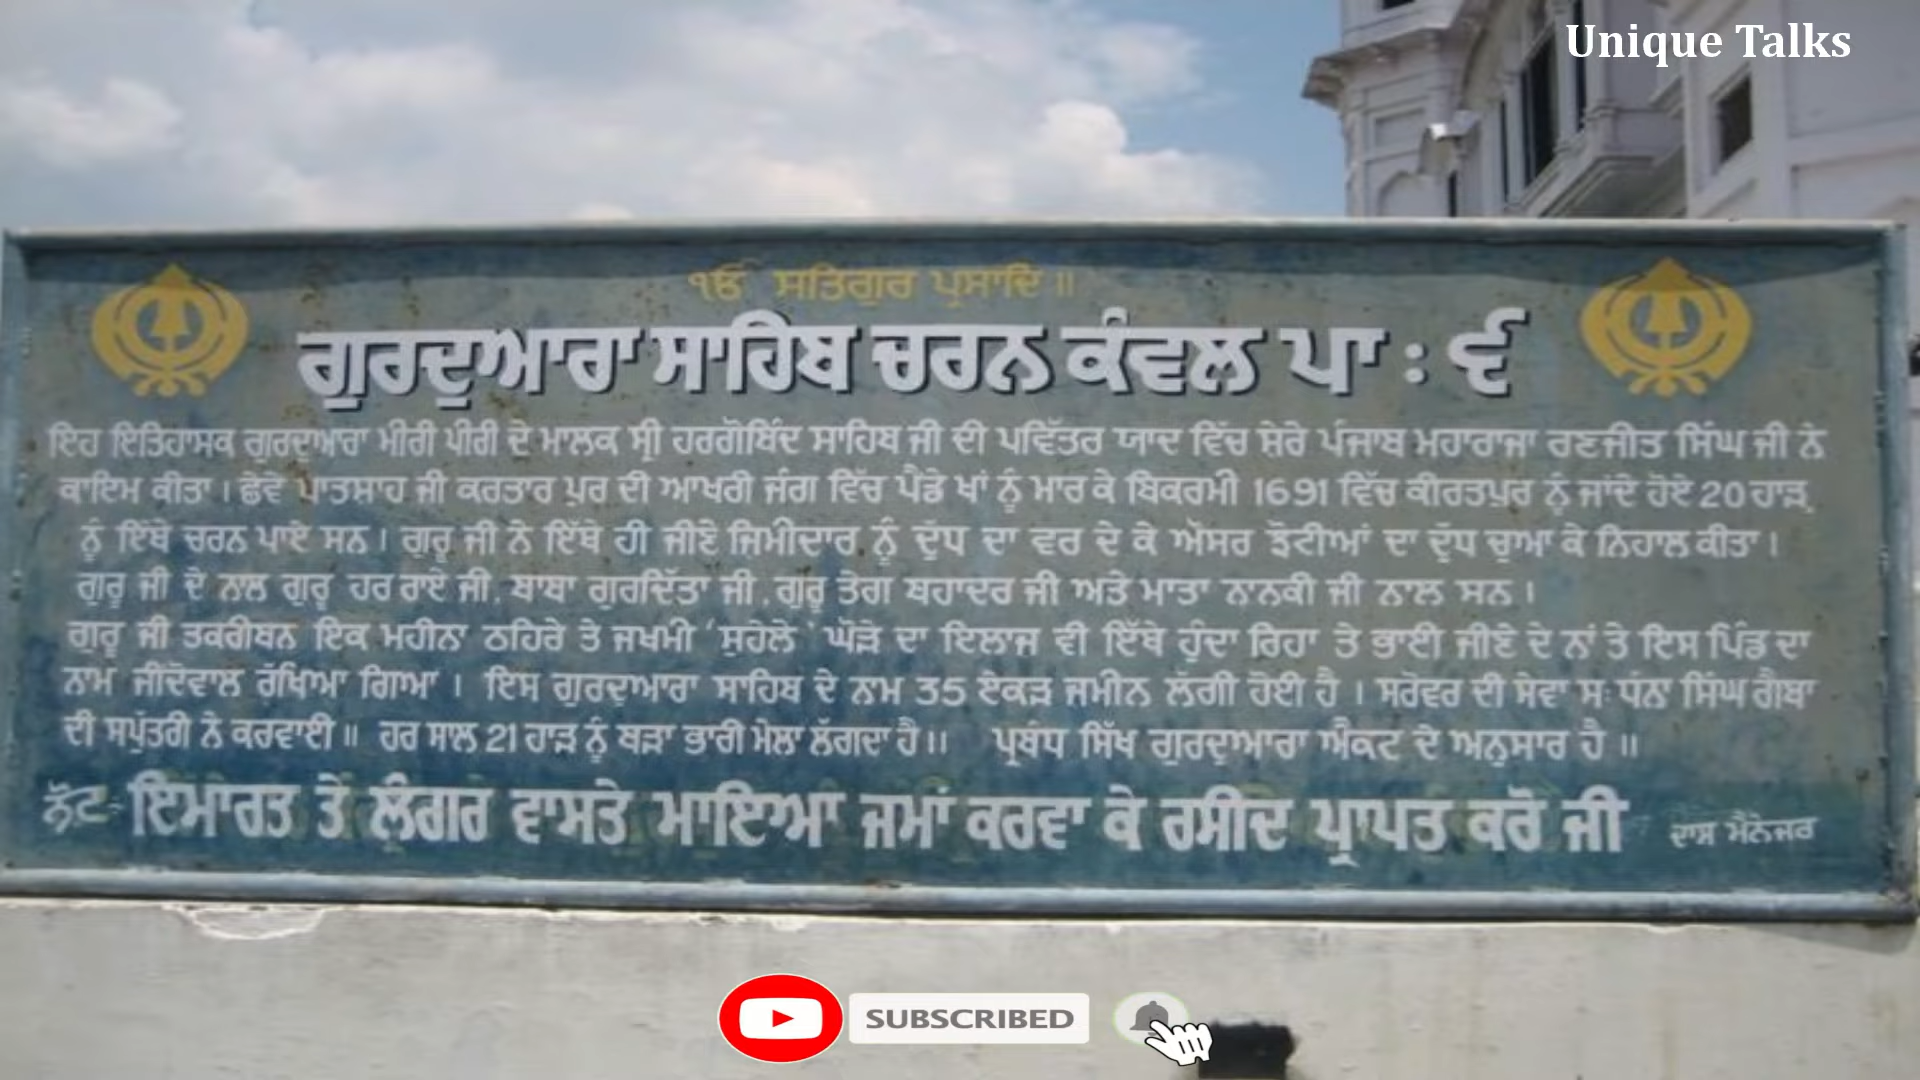 Unique Talks
ੴ ਸਤਿਗੁਰ ਪ੍ਰਸਾਦਿ ॥
ਗੁਰਦੁਆਰਾ ਸਾਹਿਬ ਚਰਨ ਕੰਵਲ ਪਾ : ੬
ਇਹ ਇਤਿਹਾਸਕ ਗੁਰਦੁਆਰਾ ਮੀਰੀ ਪੀਰੀ ਦੇ ਮਾਲਕ ਸ੍ਰੀ ਹਰਗੋਬਿੰਦ ਸਾਹਿਬ ਜੀ ਦੀ ਪਵਿੱਤਰ ਯਾਦ ਵਿੱਚ ਸ਼ੇਰੇ ਪੰਜਾਬ ਮਹਾਰਾਜਾ ਰਣਜੀਤ ਸਿੰਘ ਜੀ ਨੇ
ਕਾਇਮ ਕੀਤਾ । ਛੇਵੇਂ ਪਾਤਸ਼ਾਹ ਜੀ ਕਰਤਾਰ ਪੁਰ ਦੀ ਆਖਰੀ ਜੰਗ ਵਿੱਚ ਪੈਂਡੇ ਖਾਂ ਨੂੰ ਮਾਰ ਕੇ ਬਿਕਰਮੀ 1691 ਵਿੱਚ ਕੀਰਤਪੁਰ ਨੂੰ ਜਾਂਦੇ ਹੋਏ 20 ਹਾੜ੍ਹ
ਨੂੰ ਇੱਥੇ ਚਰਨ ਪਾਏ ਸਨ । ਗੁਰੂ ਜੀ ਨੇ ਇੱਥੇ ਹੀ ਜੀਣੇ ਜਿਮੀਦਾਰ ਨੂੰ ਦੁੱਧ ਦਾ ਵਰ ਦੇ ਕੇ ਔਸਰ ਝੋਟੀਆਂ ਦਾ ਦੁੱਧ ਚੁਆ ਕੇ ਨਿਹਾਲ ਕੀਤਾ ।
ਗੁਰੂ ਜੀ ਦੇ ਨਾਲ ਗੁਰੂ ਹਰ ਰਾਏ ਜੀ, ਬਾਬਾ ਗੁਰਦਿੱਤਾ ਜੀ, ਗੁਰੂ ਤੇਗ ਬਹਾਦਰ ਜੀ ਅਤੇ ਮਾਤਾ ਨਾਨਕੀ ਜੀ ਨਾਲ ਸਨ ।
ਗੁਰੂ ਜੀ ਤਕਰੀਬਨ ਇਕ ਮਹੀਨਾ ਠਹਿਰੇ ਤੇ ਜਖਮੀ 'ਸੁਹੇਲੇ' ਘੋੜੇ ਦਾ ਇਲਾਜ ਵੀ ਇੱਥੇ ਹੁੰਦਾ ਰਿਹਾ ਤੇ ਭਾਈ ਜੀਣੇ ਦੇ ਨਾਂ ਤੇ ਇਸ ਪਿੰਡ ਦਾ
ਨਾਮ ਜੀਂਦੋਵਾਲ ਰੱਖਿਆ ਗਿਆ । ਇਸ ਗੁਰਦੁਆਰਾ ਸਾਹਿਬ ਦੇ ਨਾਮ 35 ਏਕੜ ਜਮੀਨ ਲੱਗੀ ਹੋਈ ਹੈ । ਸਰੋਵਰ ਦੀ ਸੇਵਾ ਸ: ਧੰਨਾ ਸਿੰਘ ਗੈਬਾ
ਦੀ ਸਪੁੱਤਰੀ ਨੇ ਕਰਵਾਈ ॥ ਹਰ ਸਾਲ 21 ਹਾੜ ਨੂੰ ਬੜਾ ਭਾਰੀ ਮੇਲਾ ਲੱਗਦਾ ਹੈ ॥ ਪ੍ਰਬੰਧ ਸਿੱਖ ਗੁਰਦੁਆਰਾ ਐਕਟ ਦੇ ਅਨੁਸਾਰ ਹੈ ॥
ਨੋਟ:- ਇਮਾਰਤ ਤੇ ਲੰਗਰ ਵਾਸਤੇ ਮਾਇਆ ਜਮਾਂ ਕਰਵਾ ਕੇ ਰਸੀਦ ਪ੍ਰਾਪਤ ਕਰੋ ਜੀ ਦਾਸ ਮੈਨੇਜਰ
SUBSCRIBED